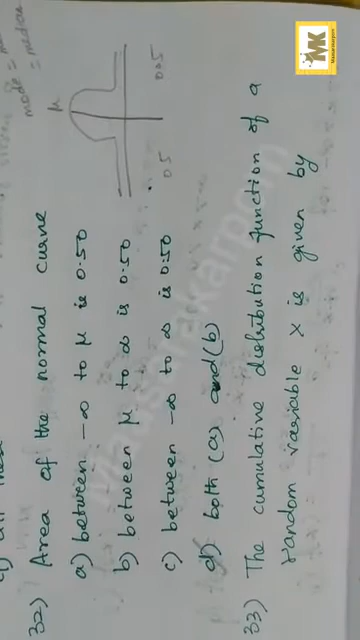 mode =
= median
32) Area of the normal curve
μ
0.5
0.5
a) between -∞ to μ is 0.50
b) between μ to ∞ is 0.50
c) between -∞ to ∞ is 0.50
d) both (a) and (b)
33) The cumulative distribution function of a
random variable X is given by
MK